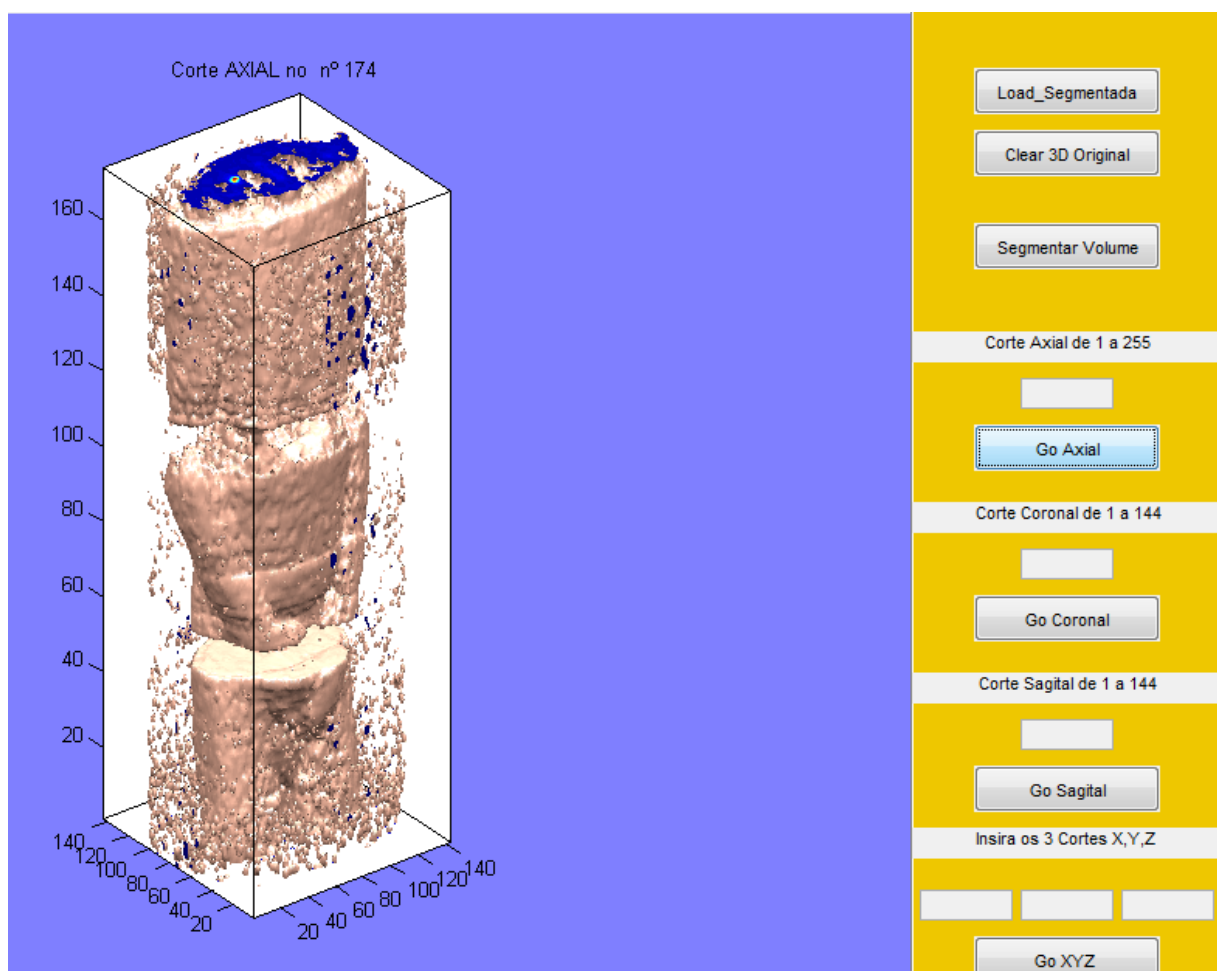 Corte AXIAL no nº 174
160
140
120
100
80
60
40
20
140
120
100
80
60
40
20
20
40
60
80
100
120
140
Load_Segmentada
Clear 3D Original
Segmentar Volume
Corte Axial de 1 a 255
Go Axial
Corte Coronal de 1 a 144
Go Coronal
Corte Sagital de 1 a 144
Go Sagital
Insira os 3 Cortes X,Y,Z
Go XYZ